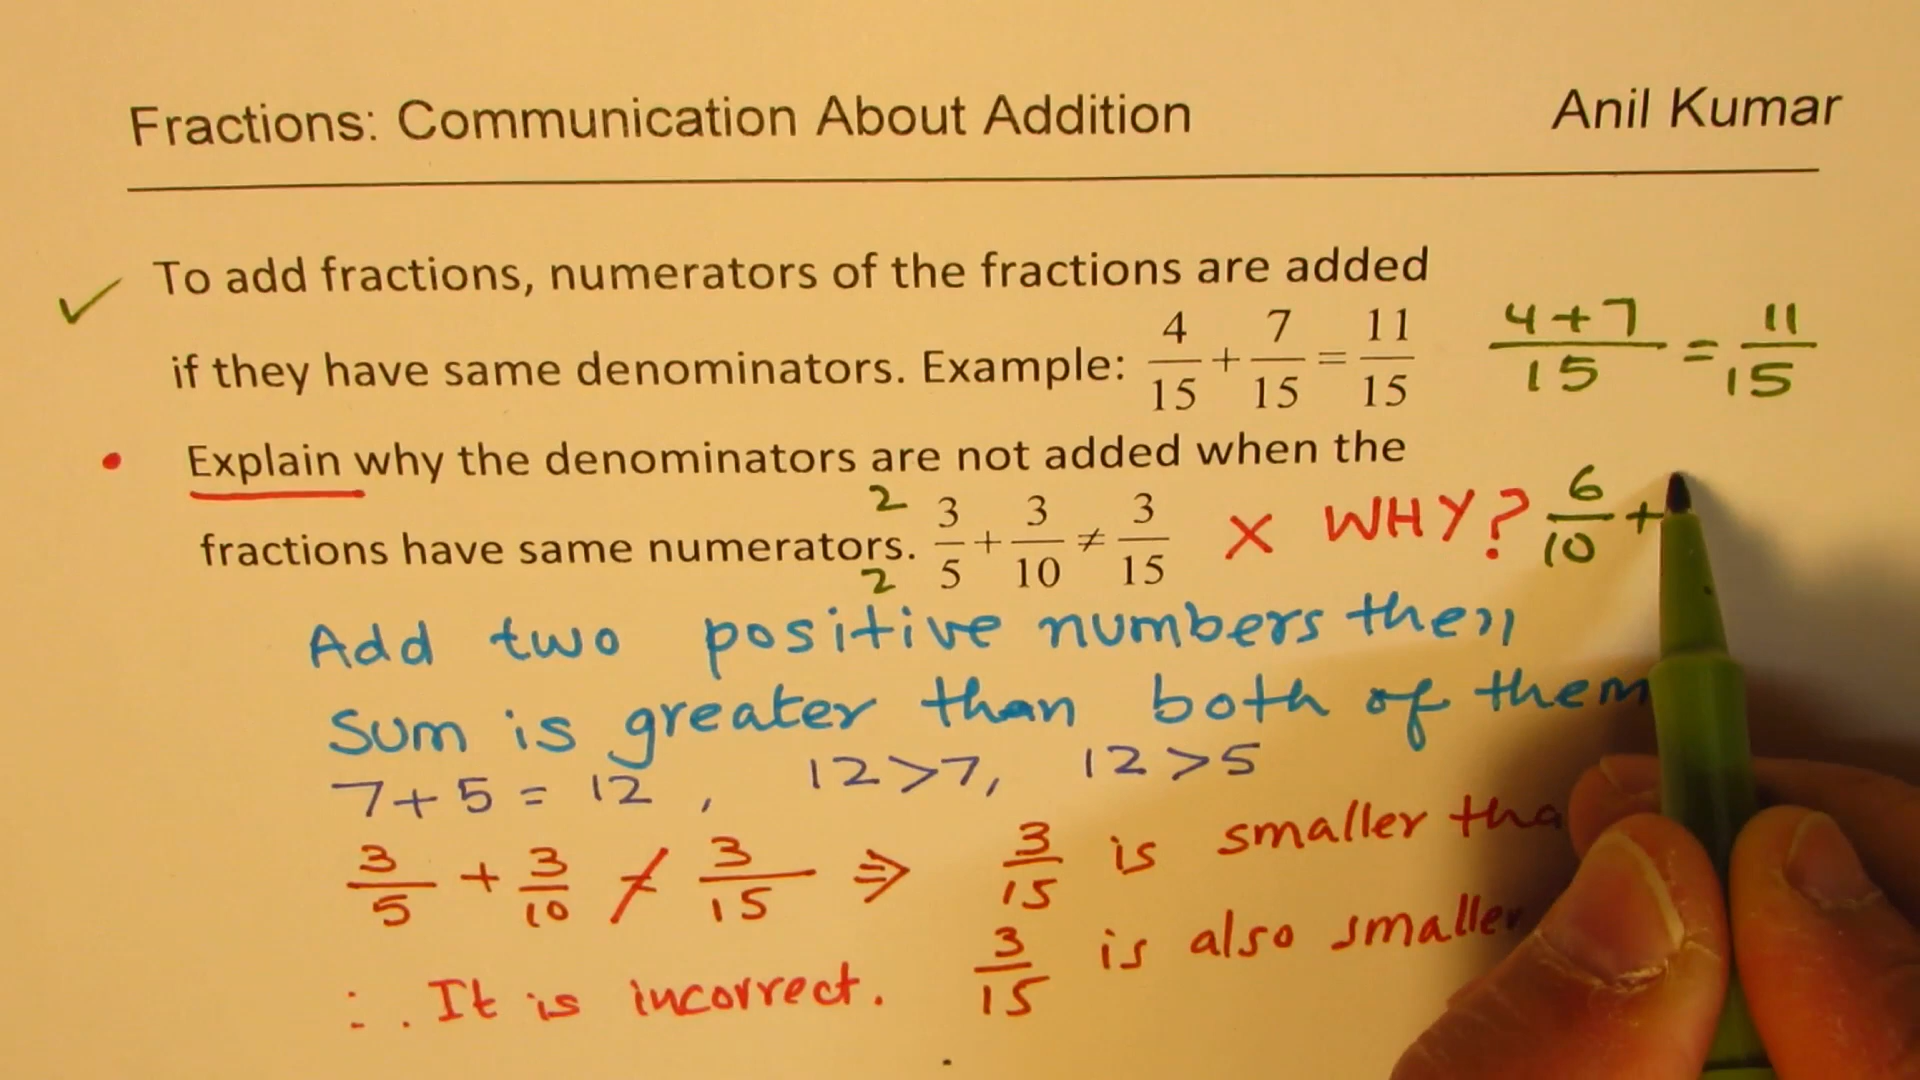 Fractions: Communication About Addition Anil Kumar
✓ To add fractions, numerators of the fractions are added
if they have same denominators. Example: 4/15 + 7/15 = 11/15 (4+7)/15 = 11/15
• Explain why the denominators are not added when the
fractions have same numerators. 2/2 3/5 + 3/10 ≠ 3/15 X WHY? 6/10 +
Add two positive numbers then
sum is greater than both of them
7+5 = 12, 12>7, 12>5
3/5 + 3/10 ≠ 3/15 ⇒ 3/15 is smaller
3/15 is also smaller
∴ It is incorrect.